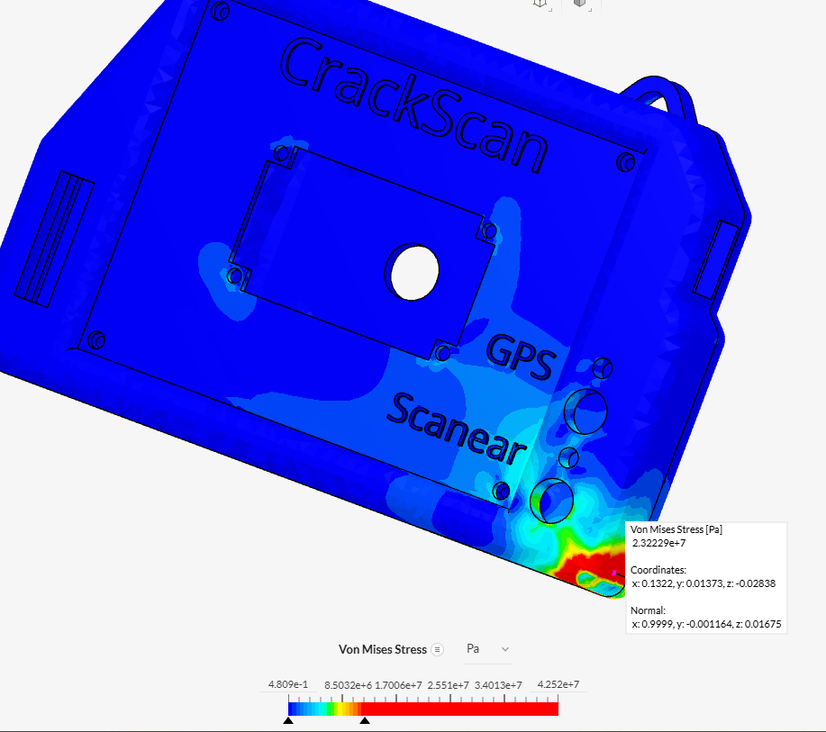 CrackScan
GPS
Scanear
Von Mises Stress [Pa]
2.32229e+7
Coordinates:
x: 0.1322, y: 0.01373, z: -0.02838
Normal:
x: 0.9999, y: -0.001164, z: 0.01675
Von Mises Stress Pa
4.809e-1 8.5032e+6 1.7006e+7 2.551e+7 3.4013e+7 4.252e+7